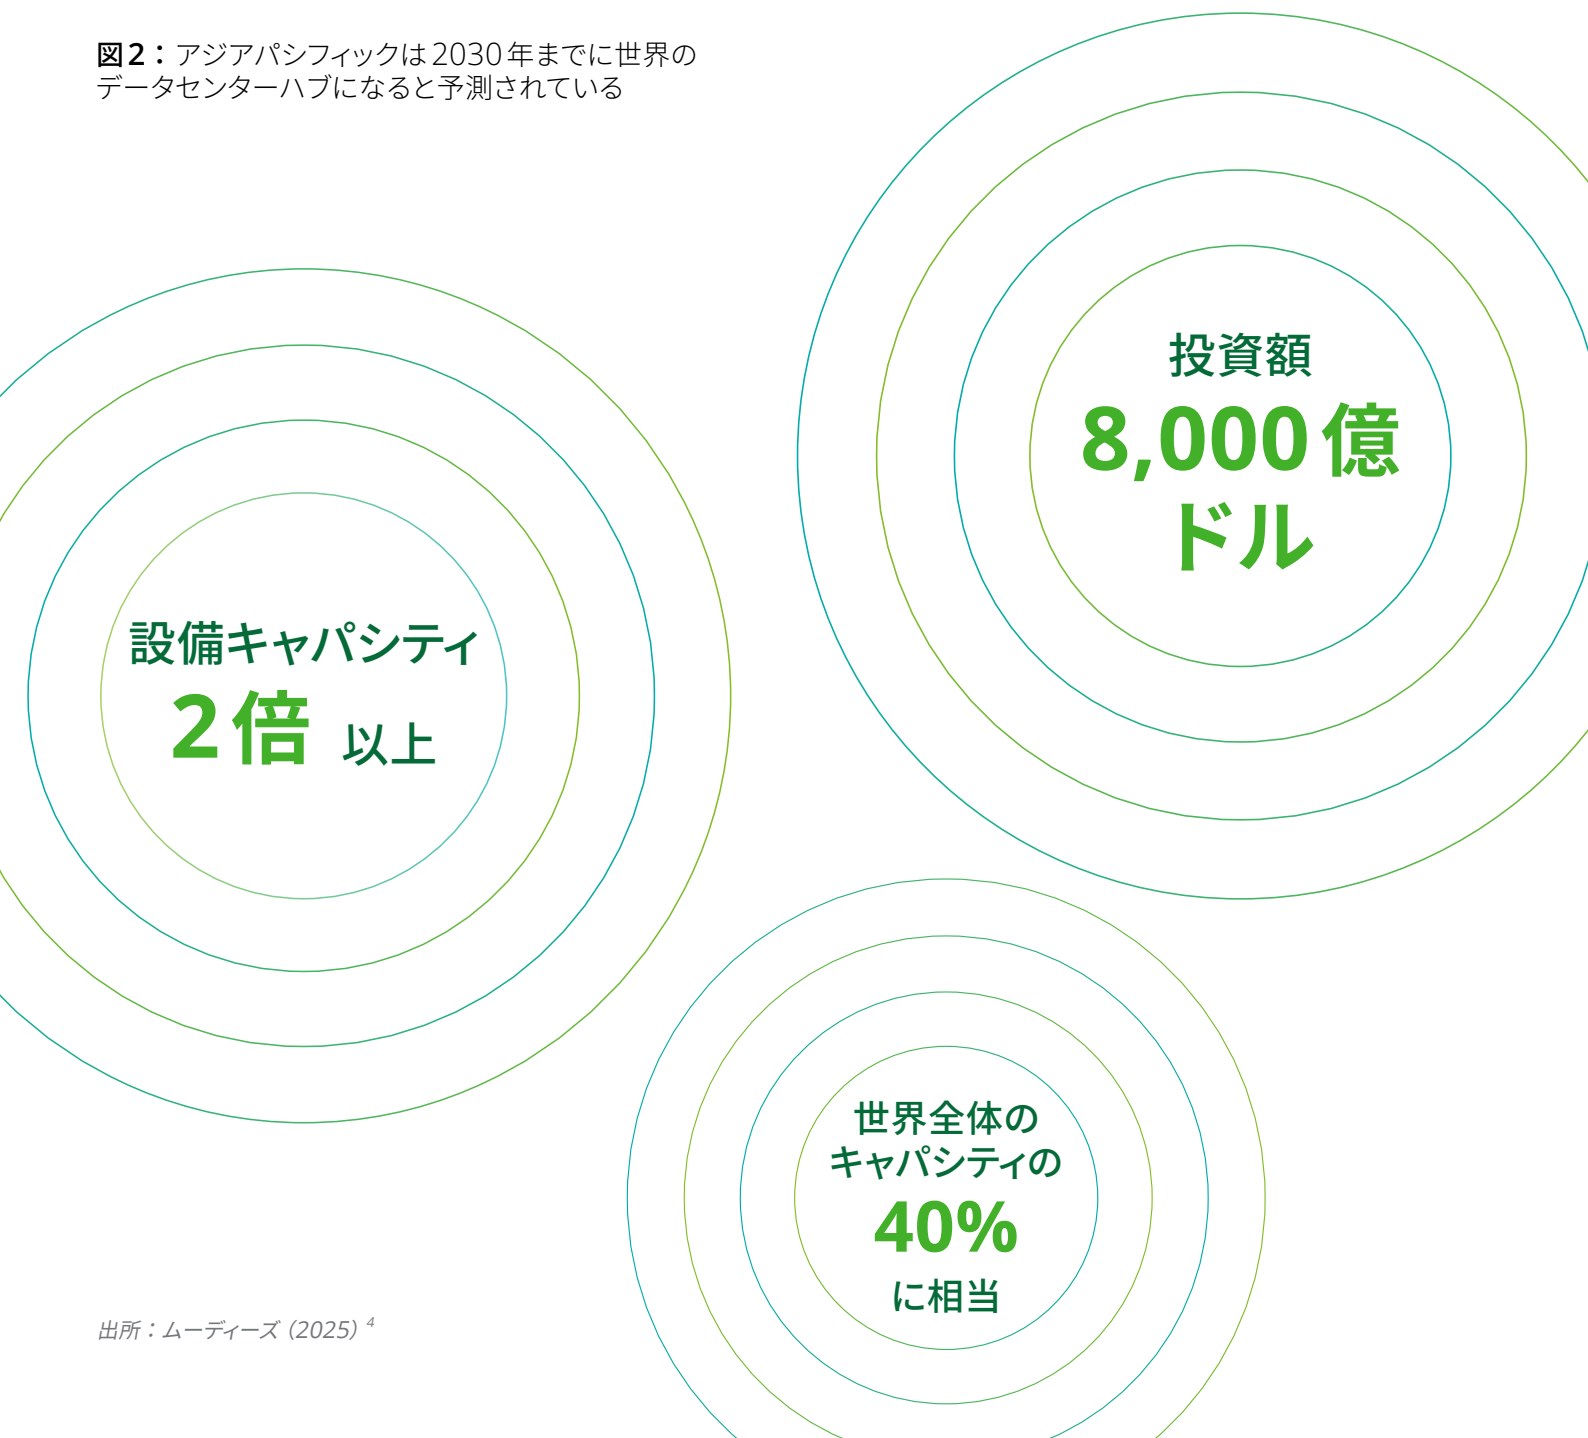 図2：アジアパシフィックは2030年までに世界の
データセンターハブになると予測されている
投資額
8,000億
ドル
設備キャパシティ
2倍 以上
世界全体の
キャパシティの
40%
に相当
出所：ムーディーズ（2025）4